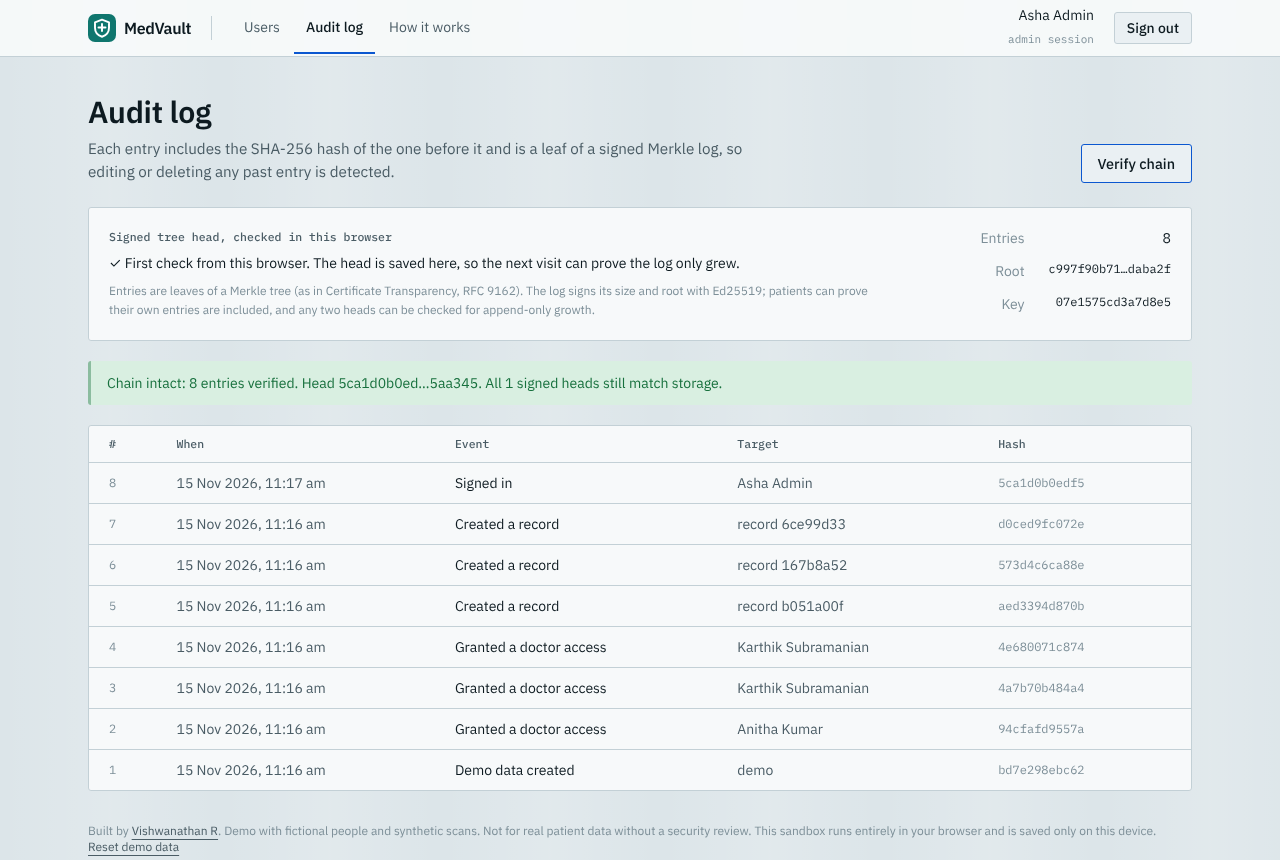 MedVault
Users
Audit log
How it works
Asha Admin
admin session
Sign out
Audit log
Each entry includes the SHA-256 hash of the one before it and is a leaf of a signed Merkle log, so
editing or deleting any past entry is detected.
Verify chain
Signed tree head, checked in this browser
✓ First check from this browser. The head is saved here, so the next visit can prove the log only grew.
Entries are leaves of a Merkle tree (as in Certificate Transparency, RFC 9162). The log signs its size and root with Ed25519; patients can prove
their own entries are included, and any two heads can be checked for append-only growth.
Entries 8
Root c997f90b71…daba2f
Key 07e1575cd3a7d8e5
Chain intact: 8 entries verified. Head 5ca1d0b0ed…5aa345. All 1 signed heads still match storage.
# When Event Target Hash
8 15 Nov 2026, 11:17 am Signed in Asha Admin 5ca1d0b0edf5
7 15 Nov 2026, 11:16 am Created a record record 6ce99d33 d0ced9fc072e
6 15 Nov 2026, 11:16 am Created a record record 167b8a52 573d4c6ca88e
5 15 Nov 2026, 11:16 am Created a record record b051a00f aed3394d870b
4 15 Nov 2026, 11:16 am Granted a doctor access Karthik Subramanian 4e680071c874
3 15 Nov 2026, 11:16 am Granted a doctor access Karthik Subramanian 4a7b70b484a4
2 15 Nov 2026, 11:16 am Granted a doctor access Anitha Kumar 94cfafd9557a
1 15 Nov 2026, 11:16 am Demo data created demo bd7e298ebc62
Built by Vishwanathan R. Demo with fictional people and synthetic scans. Not for real patient data without a security review. This sandbox runs entirely in your browser and is saved only on this device.
Reset demo data